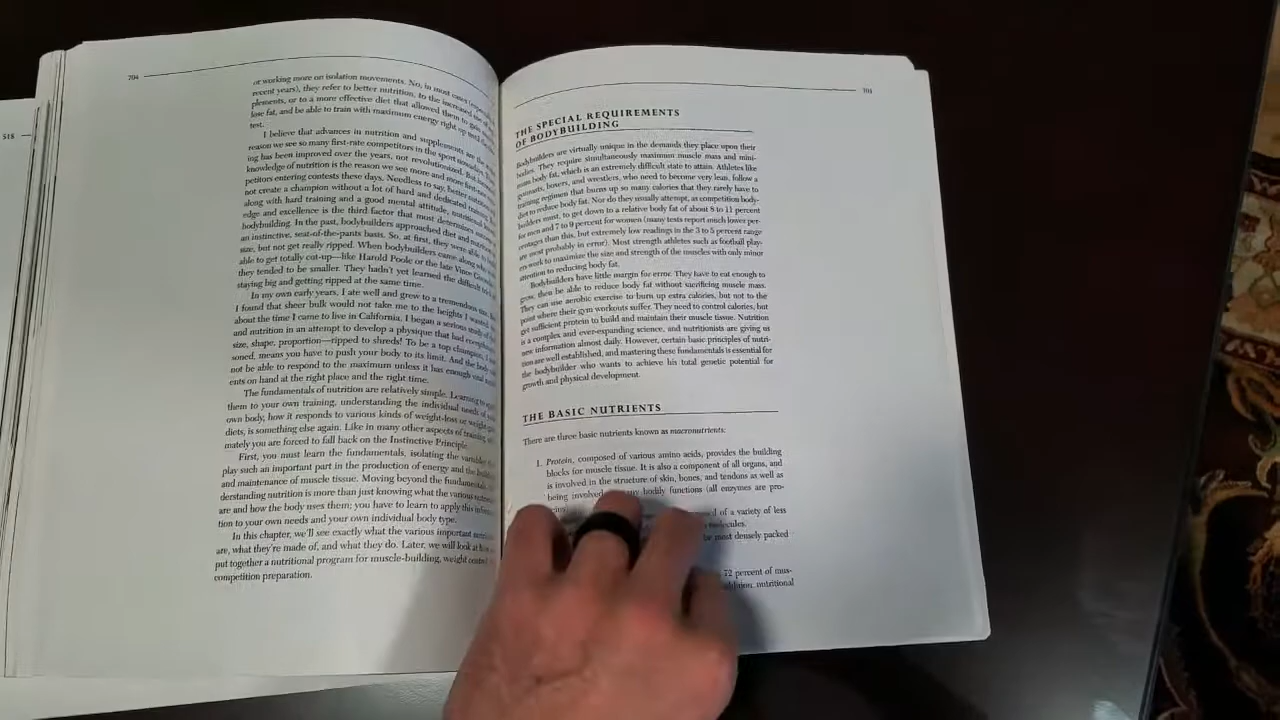 518
704
or working more on isolation movements. No, in most cases
recent years), they refer to better nutrition, to the increased use of
plements, or to a more effective diet that allowed them to gain
lose fat, and be able to train with maximum energy right up until the
test.
I believe that advances in nutrition and supplements are the
reason we see so many first-rate competitors in the sport nowadays.
ing has been improved over the years, not revolutionized. But
knowledge of nutrition is the reason we see more and more first-rate
petitors entering contests these days. Needless to say, better nutrition
not create a champion without a lot of hard and dedicated training
along with hard training and a good mental attitude, nutritional
edge and excellence is the third factor that most determines
bodybuilding. In the past, bodybuilders approached diet and nutrition
an instinctive, seat-of-the-pants basis. So, at first, they were able to
size, but not get really ripped. When bodybuilders came along who
able to get totally cut-up—like Harold Poole or the late Vince Gironda
they tended to be smaller. They hadn't yet learned the difficult
staying big and getting ripped at the same time.
In my own early years, I ate well and grew to a tremendous
I found that sheer bulk would not take me to the heights I wanted
about the time I came to live in California, I began a serious study of
and nutrition in an attempt to develop a physique that had
size, shape, proportion—ripped to shreds! To be a top champion, I
soned, means you have to push your body to its limit. And the body
not be able to respond to the maximum unless it has enough vital
ents on hand at the right place and the right time.
The fundamentals of nutrition are relatively simple. Learning to
them to your own training, understanding the individual needs of
own body, how it responds to various kinds of weight-loss or weight
diets, is something else again. Like in many other aspects of training
mately you are forced to fall back on the Instinctive Principle.
First, you must learn the fundamentals, isolating the variables
play such an important part in the production of energy and the
and maintenance of muscle tissue. Moving beyond the fundamentals
derstanding nutrition is more than just knowing what the various nutrients
are and how the body uses them; you have to learn to apply this
tion to your own needs and your own individual body type.
In this chapter, we'll see exactly what the various important
are, what they're made of, and what they do. Later, we will look at how
put together a nutritional program for muscle-building, weight control
competition preparation.
THE SPECIAL REQUIREMENTS
OF BODYBUILDING
Bodybuilders are virtually unique in the demands they place upon their
bodies. They require simultaneously maximum muscle mass and mini-
mum body fat, which is an extremely difficult state to attain. Athletes like
gymnasts, boxers, and wrestlers, who need to become very lean, follow a
training regimen that burns up so many calories that they rarely have to
diet to reduce body fat. Nor do they usually attempt, as competition body-
builders must, to get down to a relative body fat of about 8 to 11 percent
for men and 7 to 9 percent for women (many tests report much lower per-
centages than this, but extremely low readings in the 3 to 5 percent range
are most probably in error). Most strength athletes such as football play-
ers work to maximize the size and strength of the muscles with only minor
attention to reducing body fat.
Bodybuilders have little margin for error. They have to eat enough to
grow, then be able to reduce body fat without sacrificing muscle mass.
They can use aerobic exercise to burn up extra calories, but not to the
point where their gym workouts suffer. They need to control calories, but
get sufficient protein to build and maintain their muscle tissue. Nutrition
is a complex and ever-expanding science, and nutritionists are giving us
new information almost daily. However, certain basic principles of nutri-
tion are well established, and mastering these fundamentals is essential for
the bodybuilder who wants to achieve his total genetic potential for
growth and physical development.
THE BASIC NUTRIENTS
There are three basic nutrients known as macronutrients:
1. Protein, composed of various amino acids, provides the building
blocks for muscle tissue. It is also a component of all organs, and
is involved in the structure of skin, bones, and tendons as well as
being involved bodily functions (all enzymes are pro-
of a variety of less
molecules.
most densely packed
72 percent of mus-
nutritional